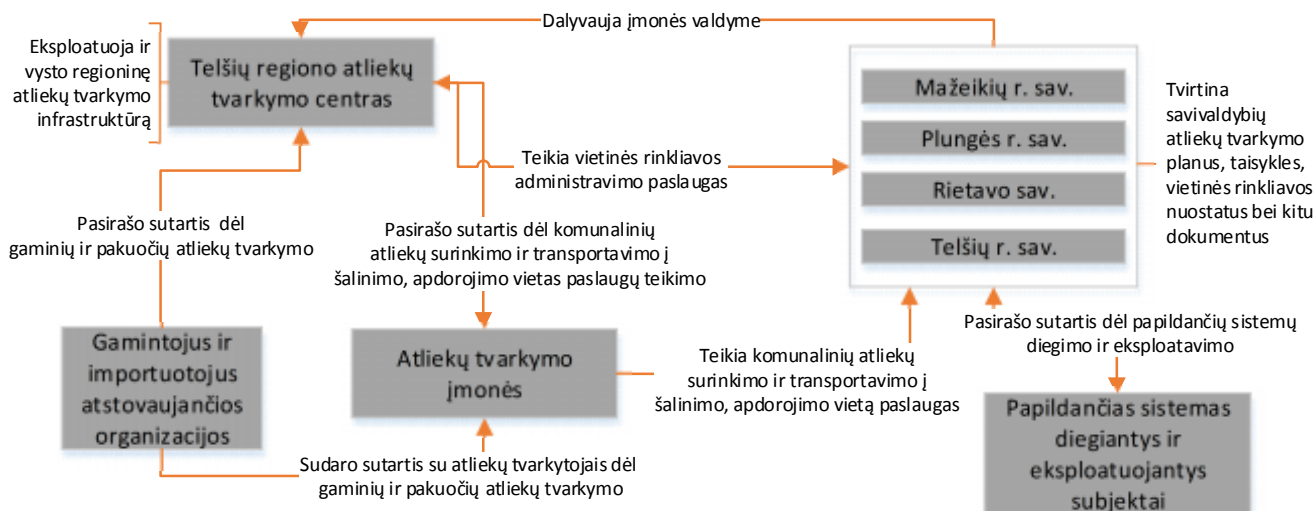 Dalyvauja įmonės valdyme
Eksploatuoja ir
vysto regioninę
atliekų tvarkymo
infrastruktūrą
Telšių regiono atliekų
tvarkymo centras
Mažeikių r. sav.
Plungės r. sav.
Rietavo sav.
Telšių r. sav.
Tvirtina
savivaldybių
atliekų tvarkymo
planus, taisykles,
vietinės rinkliavos
nuostatus bei kitu
dokumentus
Teikia vietinės rinkliavos
administravimo paslaugas
Pasirašo sutartis dėl
gaminių ir pakuočių atliekų tvarkymo
Pasirašo sutartis dėl komunalinių
atliekų surinkimo ir transportavimo į
šalinimo, apdorojimo vietas paslaugų teikimo
Gamintojus ir
importuotojus
atstovaujančios
organizacijos
Atliekų tvarkymo
įmonės
Teikia komunalinių atliekų
surinkimo ir transportavimo į
šalinimo, apdorojimo vietą paslaugas
Pasirašo sutartis dėl papildančių sistemų
diegimo ir eksploatavimo
Papildančias sistemas
diegiantys ir
eksploatuojantys
subjektai
Sudaro sutartis su atliekų tvarkytojais dėl
gaminių ir pakuočių atliekų tvarkymo